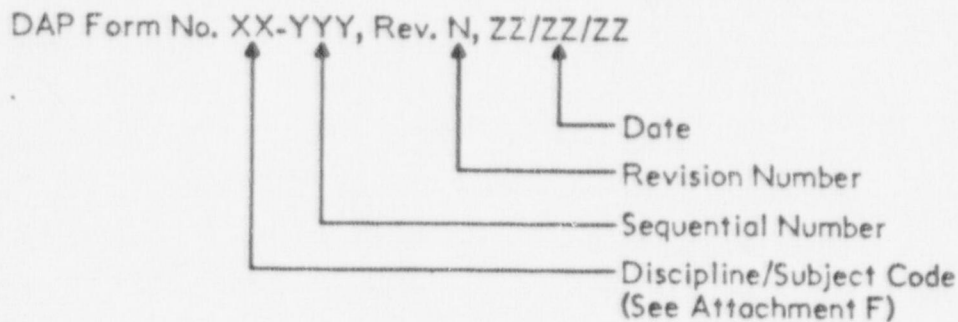 DAP Form No. XX-YYY, Rev. N, ZZ/ZZ/ZZ
Date
Revision Number
Sequential Number
Discipline/Subject Code
(See Attachment F)